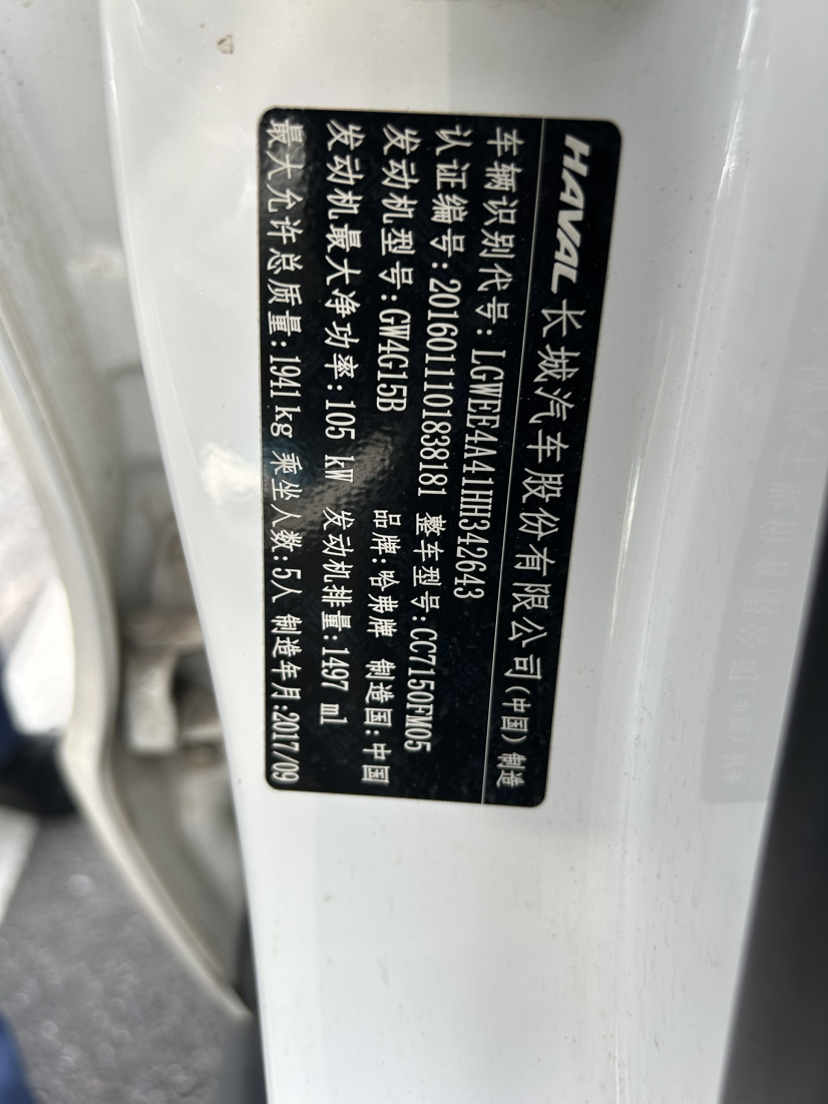 HAVAL 长城汽车股份有限公司(中国)制造
车辆识别代号:LGWEE4A41HH342643
认证编号:2016011101838181 整车型号:CC7150FM05
发动机型号:GW4G15B 品牌:哈弗牌 制造国:中国
发动机最大净功率:105 kW 发动机排量:1497 ml
最大允许总质量:1941kg 乘坐人数:5人 制造年月:2017/09